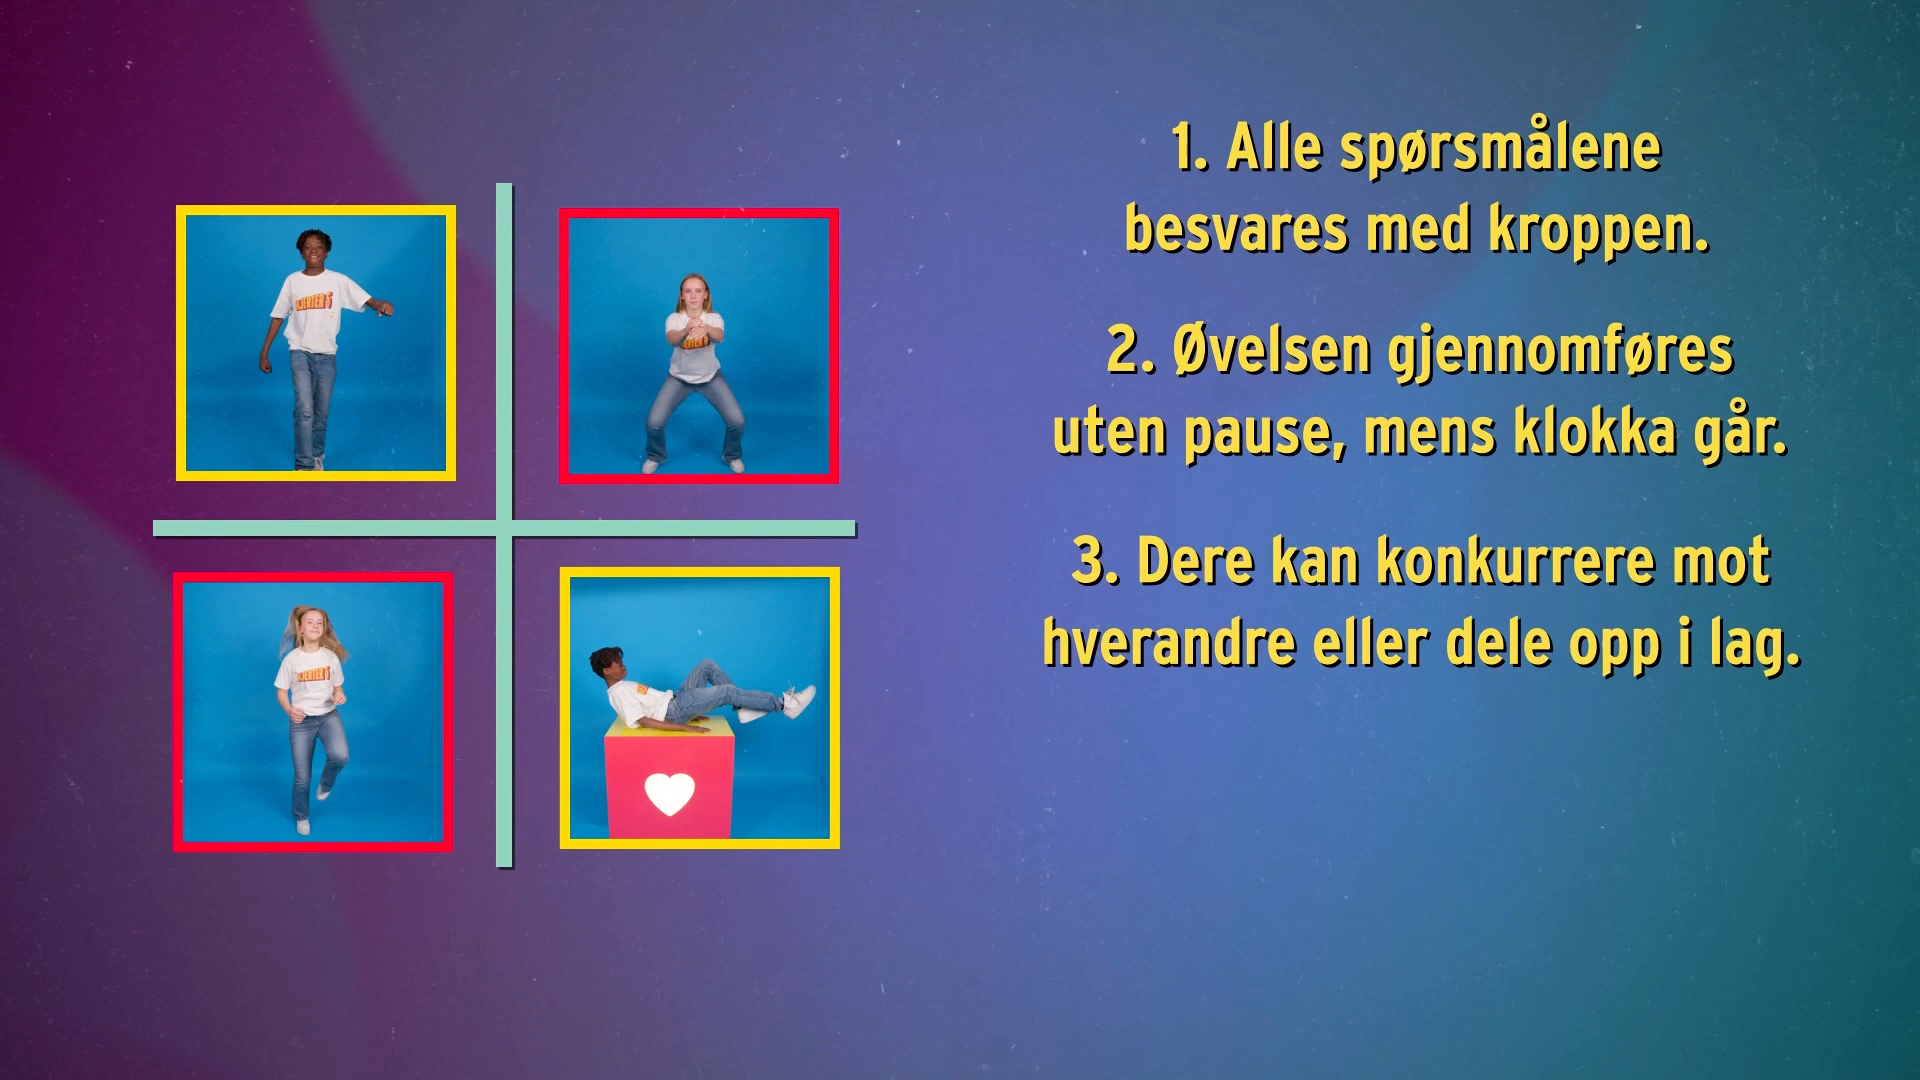 1. Alle spørsmålene
besvares med kroppen.
2. Øvelsen gjennomføres
uten pause, mens klokka går.
3. Dere kan konkurrere mot
hverandre eller dele opp i lag.